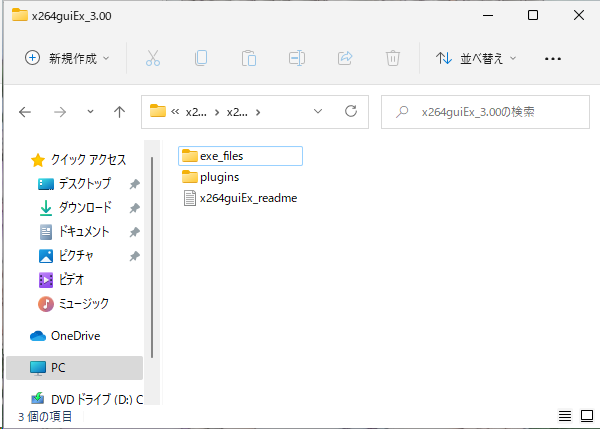 x264guiEx_3.00
新規作成
並べ替え
x2...
x2...
x264guiEx_3.00の検索
クイック アクセス
デスクトップ
ダウンロード
ドキュメント
ピクチャ
ビデオ
ミュージック
OneDrive
PC
DVD ドライブ (D:) C
exe_files
plugins
x264guiEx_readme
3 個の項目